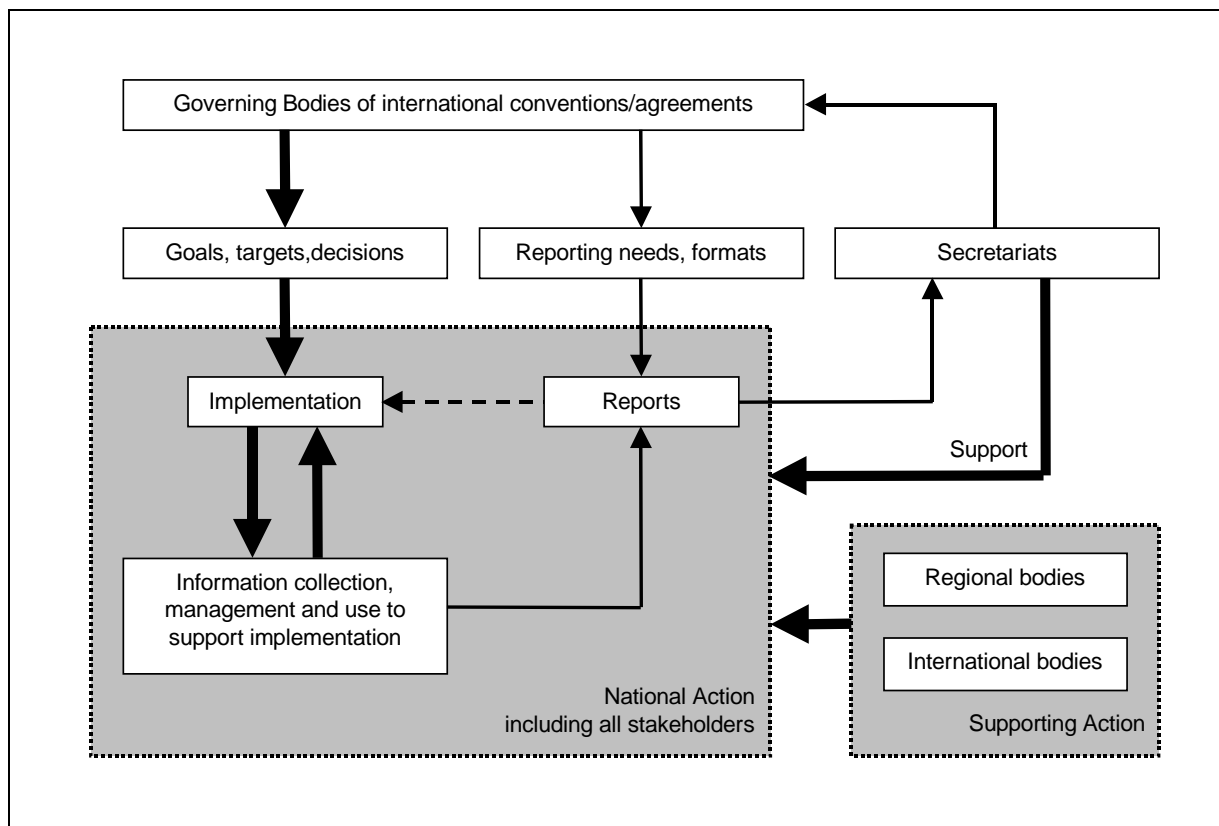 Governing Bodies of international conventions/agreements
Goals, targets,decisions
Reporting needs, formats
Secretariats
Implementation
Reports
Support
Information collection,
management and use to
support implementation
Regional bodies
International bodies
National Action
including all stakeholders
Supporting Action